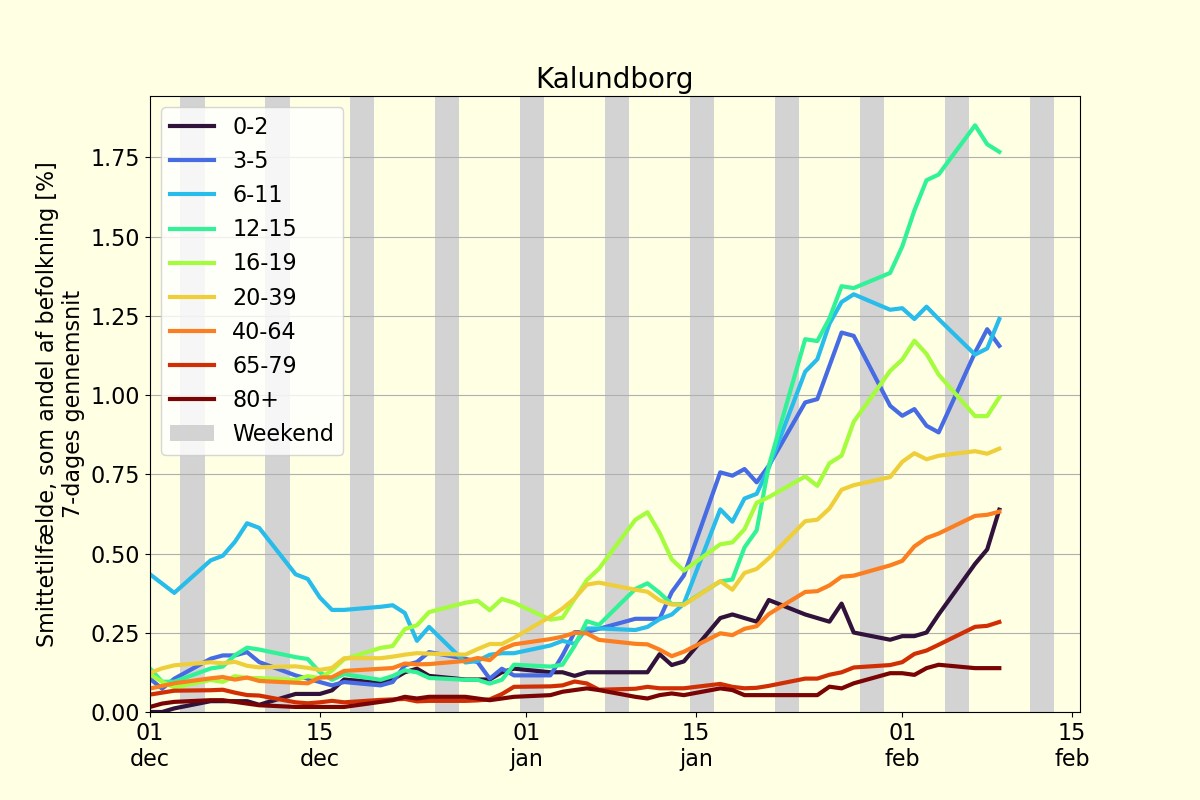 Kalundborg
Smittetilfælde, som andel af befolkning [%]
7-dages gennemsnit
1.75
1.50
1.25
1.00
0.75
0.50
0.25
0.00
0-2
3-5
6-11
12-15
16-19
20-39
40-64
65-79
80+
Weekend
01 15 01 15 01 15
dec dec jan jan feb feb